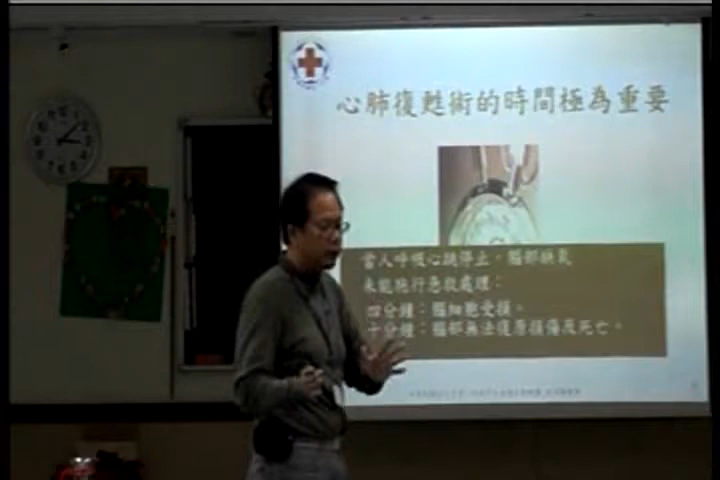 心肺復甦術的時間極為重要
當人呼吸心跳停止，腦部缺氧
未能施行急救處理：
四分鐘：腦細胞受損。
十分鐘：腦部無法復原損傷及死亡。